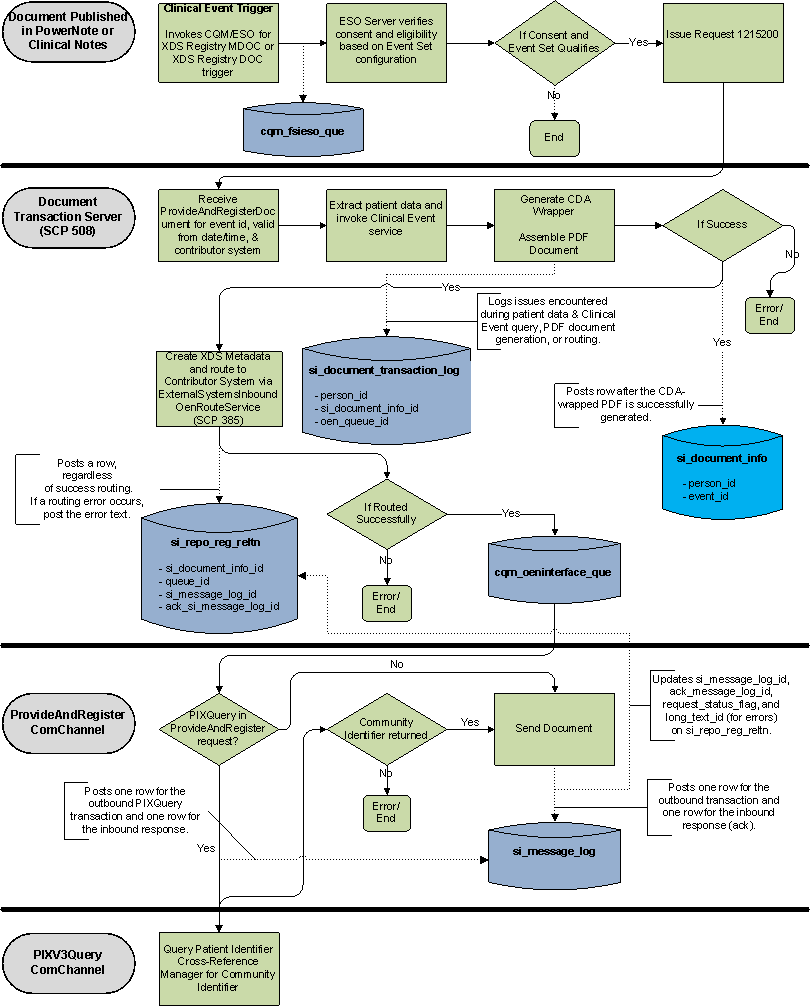 Document Published
in PowerNote or
Clinical Notes
Clinical Event Trigger
Invokes CQM/ESO for
XDS Registry MDOC or
XDS Registry DOC
trigger
ESO Server verifies
consent and eligibility
based on Event Set
configuration
If Consent and
Event Set Qualifies
Yes
Issue Request 1215200
No
End
cqm_fsieso_que
Document
Transaction Server
(SCP 508)
Receive
ProvideAndRegisterDoc
ument for event id, valid
from date/time, &
contributor system
Extract patient data and
invoke Clinical Event
service
Generate CDA
Wrapper
Assemble PDF
Document
If Success
No
Error/
End
Yes
Logs issues encountered
during patient data & Clinical
Event query, PDF document
generation, or routing.
Yes
Create XDS Metadata
and route to
Contributor System via
ExternalSystemsInbound
OenRouteService
(SCP 385)
si_document_transaction_log
- person_id
- si_document_info_id
- oen_queue_id
Posts row after the CDA-
wrapped PDF is successfully
generated.
si_document_info
- person_id
- event_id
Posts a row,
regardless
of success routing.
If a routing error occurs,
post the error text.
If Routed
Successfully
Yes
No
Error/
End
si_repo_reg_reltn
- si_document_info_id
- queue_id
- si_message_log_id
- ack_si_message_log_id
cqm_oeninterface_que
No
ProvideAndRegister
ComChannel
PIXQuery in
ProvideAndRegister
request?
Community
Identifier returned
Yes
Send Document
Updates si_message_log_id,
ack_message_log_id,
request_status_flag, and
long_text_id (for errors)
on si_repo_reg_reltn.
No
Error/
End
Posts one row for the
outbound PIXQuery
transaction and one row for
the inbound response.
Posts one row for the
outbound transaction and
one row for the inbound
response (ack).
Yes
si_message_log
PIXV3Query
ComChannel
Query Patient Identifier
Cross-Reference
Manager for Community
Identifier